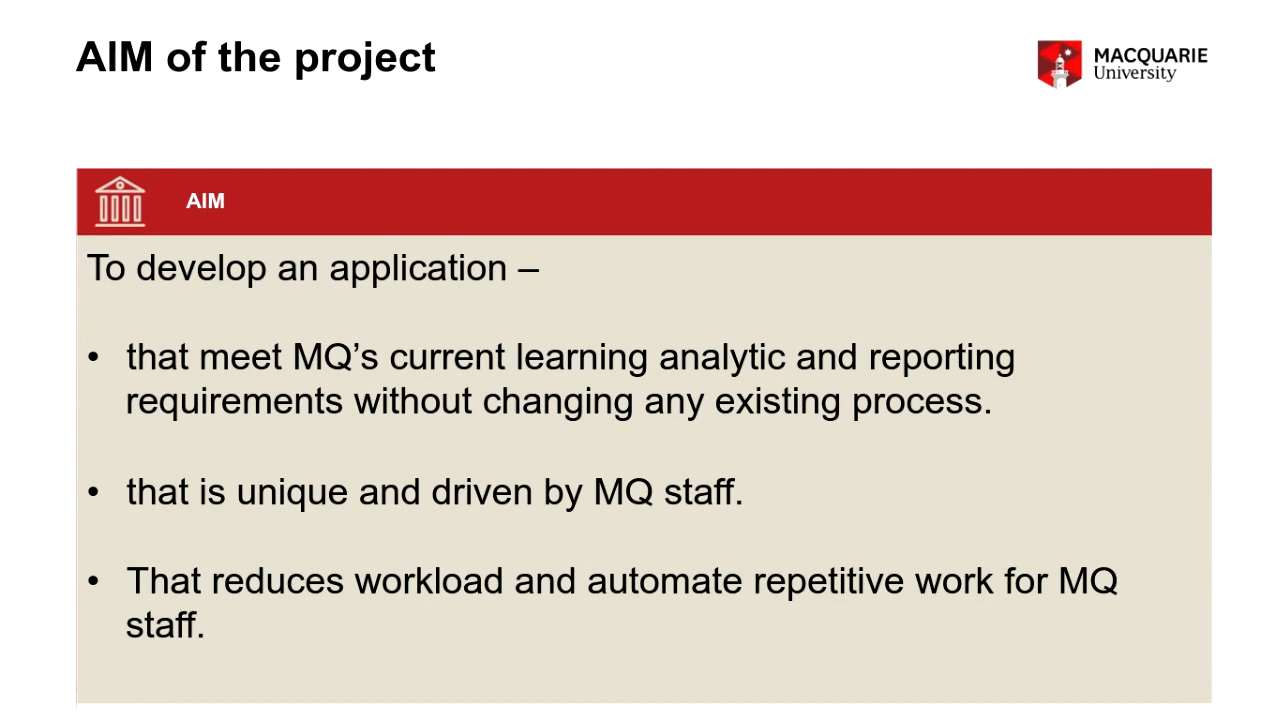 AIM of the project
MACQUARIE
University
AIM
To develop an application –
• that meet MQ’s current learning analytic and reporting
requirements without changing any existing process.
• that is unique and driven by MQ staff.
• That reduces workload and automate repetitive work for MQ
staff.